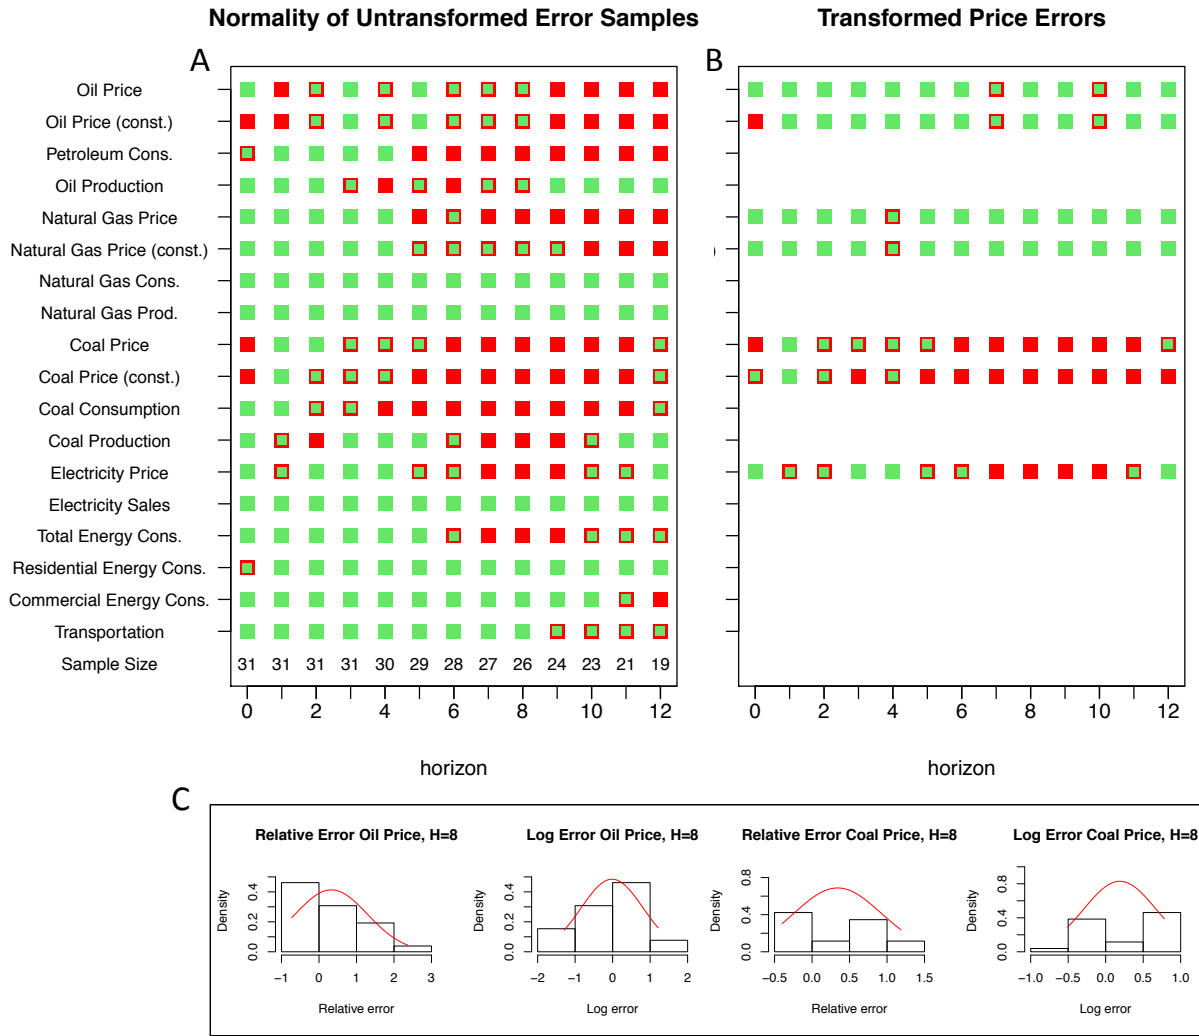 Normality of Untransformed Error Samples
Transformed Price Errors
A
B
Oil Price
Oil Price (const.)
Petroleum Cons.
Oil Production
Natural Gas Price
Natural Gas Price (const.)
Natural Gas Cons.
Natural Gas Prod.
Coal Price
Coal Price (const.)
Coal Consumption
Coal Production
Electricity Price
Electricity Sales
Total Energy Cons.
Residential Energy Cons.
Commercial Energy Cons.
Transportation
Sample Size
31 31 31 31 30 29 28 27 26 24 23 21 19
)
0 2 4 6 8 10 12
0 2 4 6 8 10 12
horizon
horizon
C
Relative Error Oil Price, H=8
Density
0.0 0.2 0.4
−1 0 1 2 3
Relative error
Log Error Oil Price, H=8
Density
0.0 0.2 0.4
−2 −1 0 1 2
Log error
Relative Error Coal Price, H=8
Density
0.0 0.4 0.8
−0.5 0.0 0.5 1.0 1.5
Relative error
Log Error Coal Price, H=8
Density
0.0 0.4 0.8
−1.0 −0.5 0.0 0.5 1.0
Log error